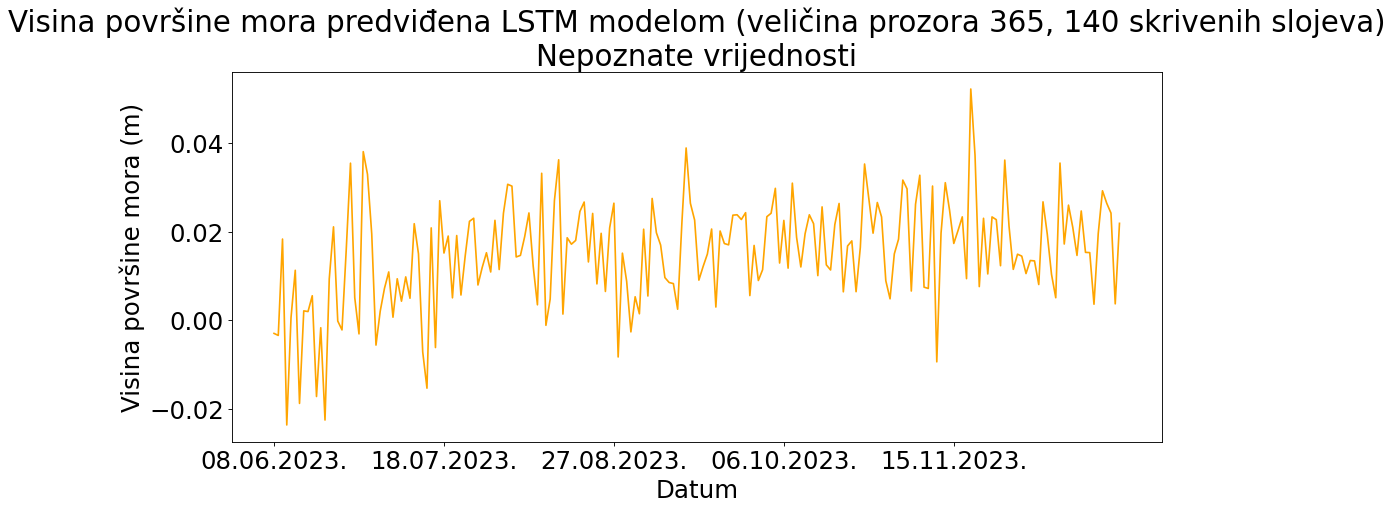 Visina površine mora predviđena LSTM modelom (veličina prozora 365, 140 skrivenih slojeva)
Nepoznate vrijednosti
Visina površine mora (m)
0.04
0.02
0.00
−0.02
08.06.2023. 18.07.2023. 27.08.2023. 06.10.2023. 15.11.2023.
Datum